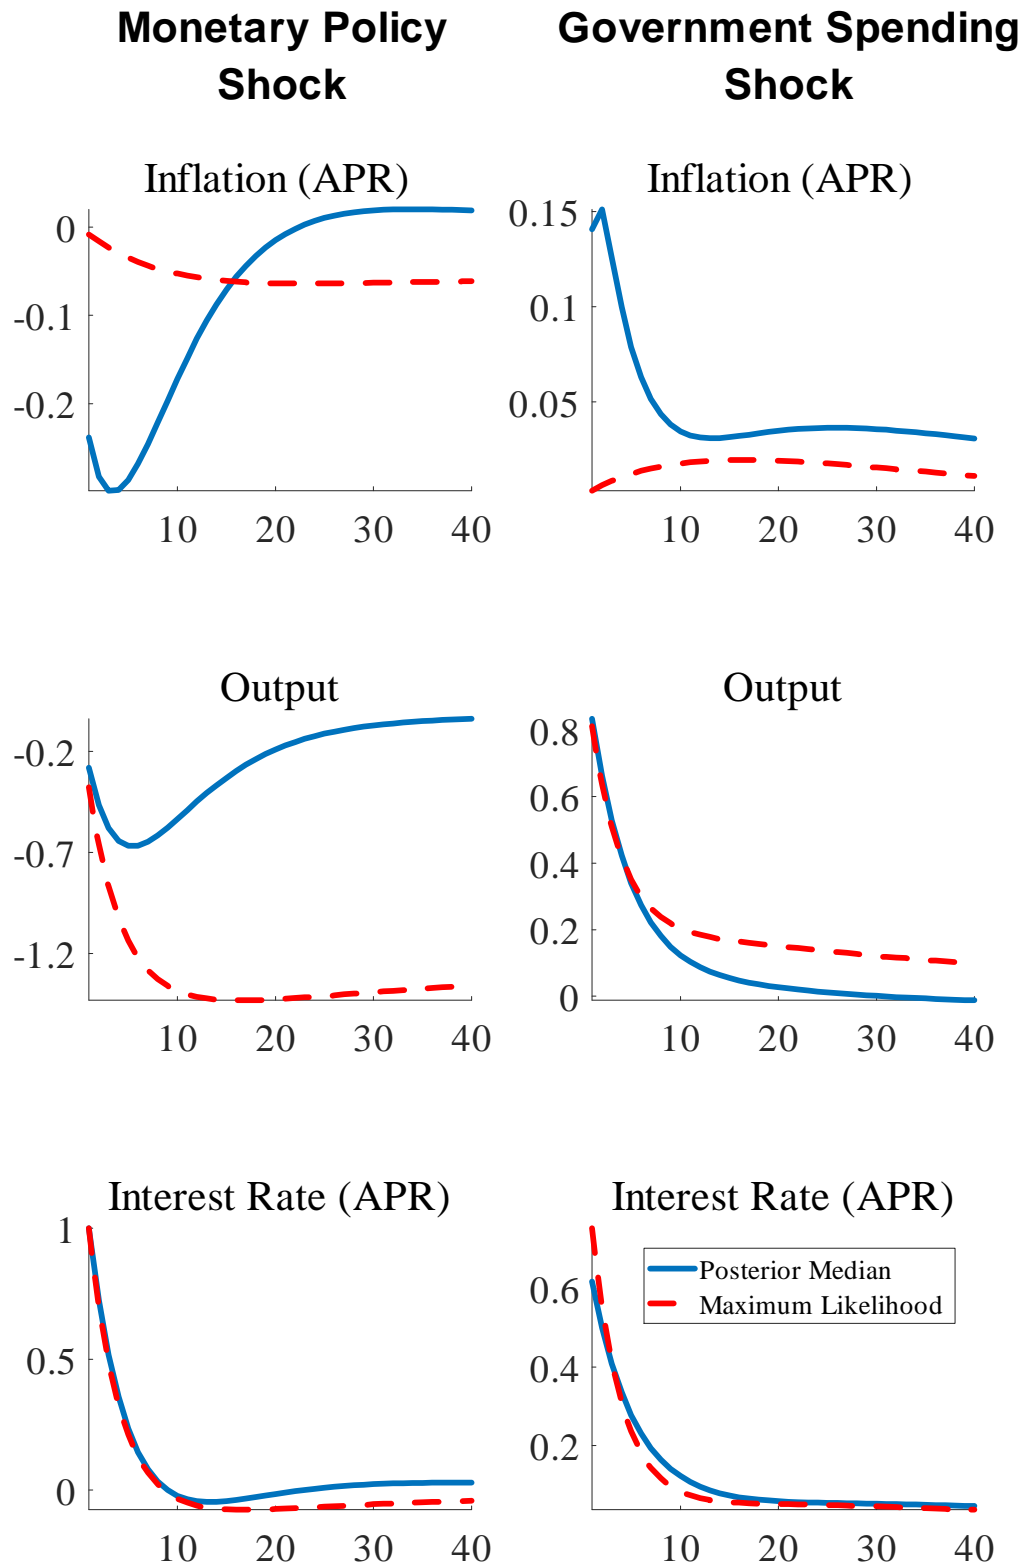 Monetary Policy
Shock
Government Spending
Shock
Inflation (APR)
0
-0.1
-0.2
10 20 30 40
Inflation (APR)
0.15
0.1
0.05
10 20 30 40
Output
-0.2
-0.7
-1.2
10 20 30 40
Output
0.8
0.6
0.4
0.2
0
10 20 30 40
Interest Rate (APR)
1
0.5
0
10 20 30 40
Interest Rate (APR)
0.6
0.4
0.2
10 20 30 40
Posterior Median
Maximum Likelihood